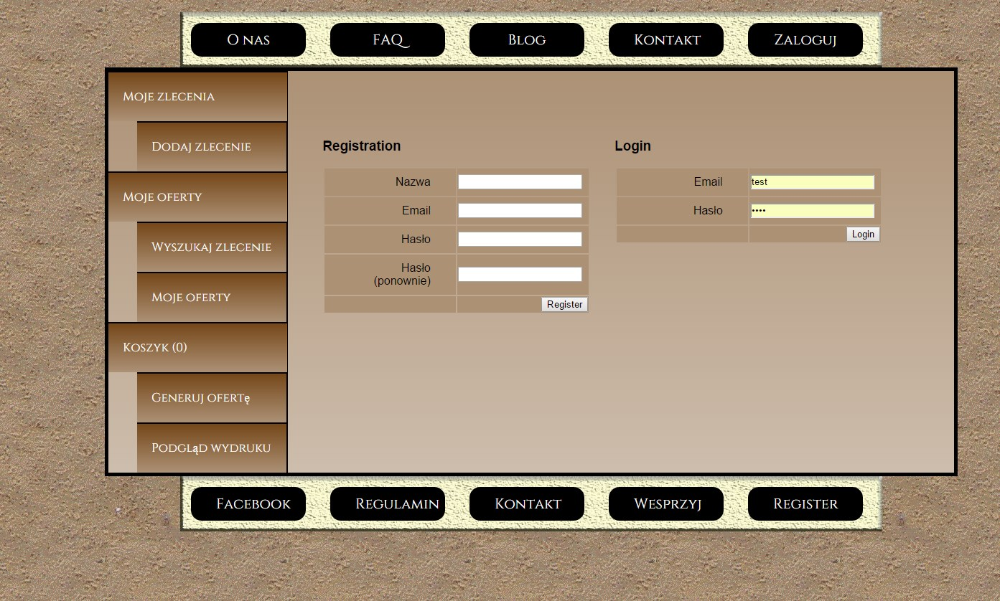 O nas
FAQ
Blog
Kontakt
Zaloguj
Moje zlecenia
Dodaj zlecenie
Moje oferty
Wyszukaj zlecenie
Moje oferty
Koszyk (0)
Generuj ofertę
Podgląd wydruku
Registration
Nazwa
Email
Hasło
Hasło
(ponownie)
Register
Login
Email test
Hasło ••••
Login
Facebook
Regulamin
Kontakt
Wesprzyj
Register